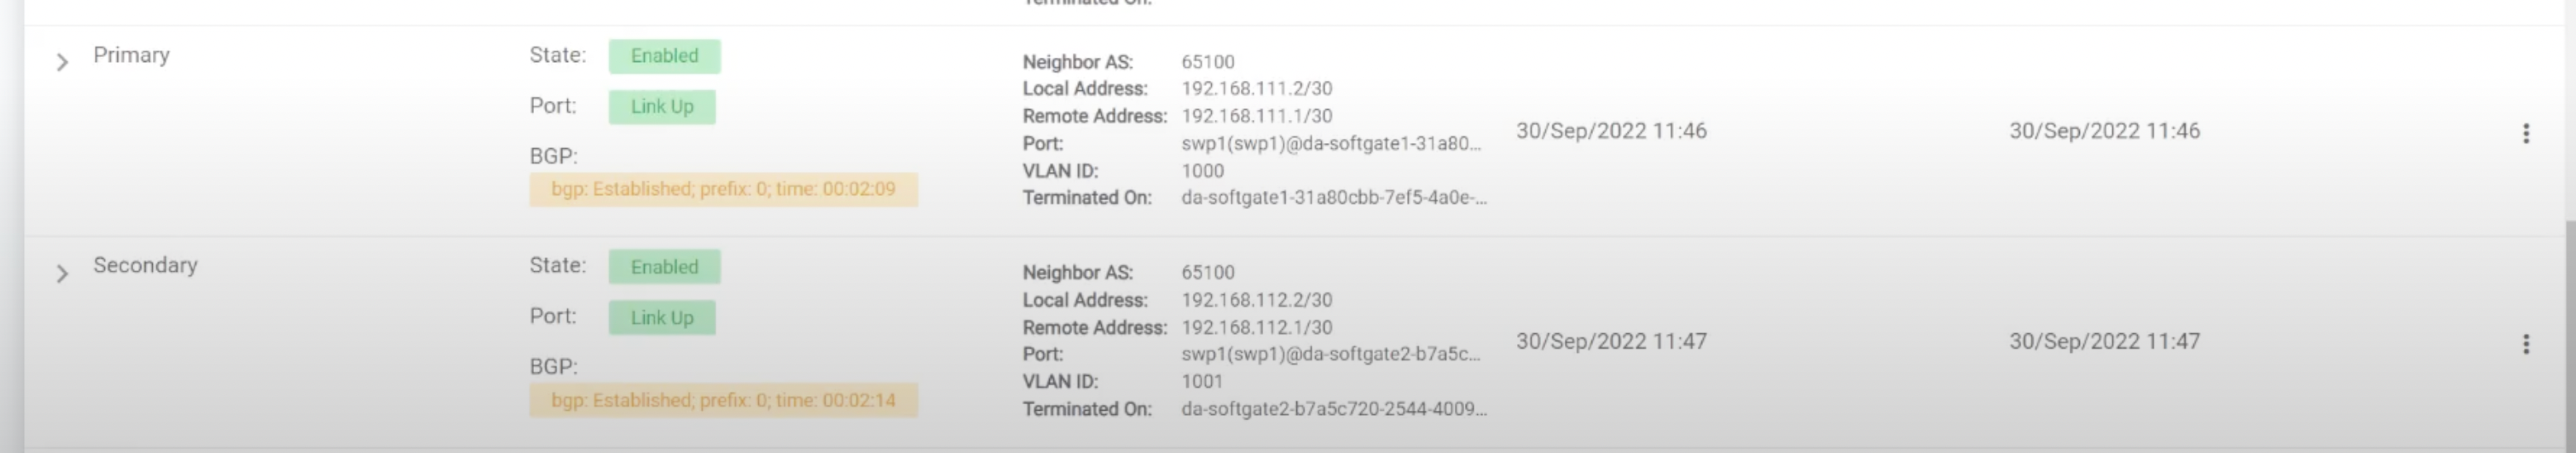 Terminated On:
Primary
State: Enabled
Port: Link Up
BGP:
bgp: Established; prefix: 0; time: 00:02:09
Neighbor AS: 65100
Local Address: 192.168.111.2/30
Remote Address: 192.168.111.1/30
Port: swp1(swp1)@da-softgate1-31a80...
VLAN ID: 1000
Terminated On: da-softgate1-31a80cbb-7ef5-4a0e-...
30/Sep/2022 11:46
30/Sep/2022 11:46
Secondary
State: Enabled
Port: Link Up
BGP:
bgp: Established; prefix: 0; time: 00:02:14
Neighbor AS: 65100
Local Address: 192.168.112.2/30
Remote Address: 192.168.112.1/30
Port: swp1(swp1)@da-softgate2-b7a5c...
VLAN ID: 1001
Terminated On: da-softgate2-b7a5c720-2544-4009...
30/Sep/2022 11:47
30/Sep/2022 11:47